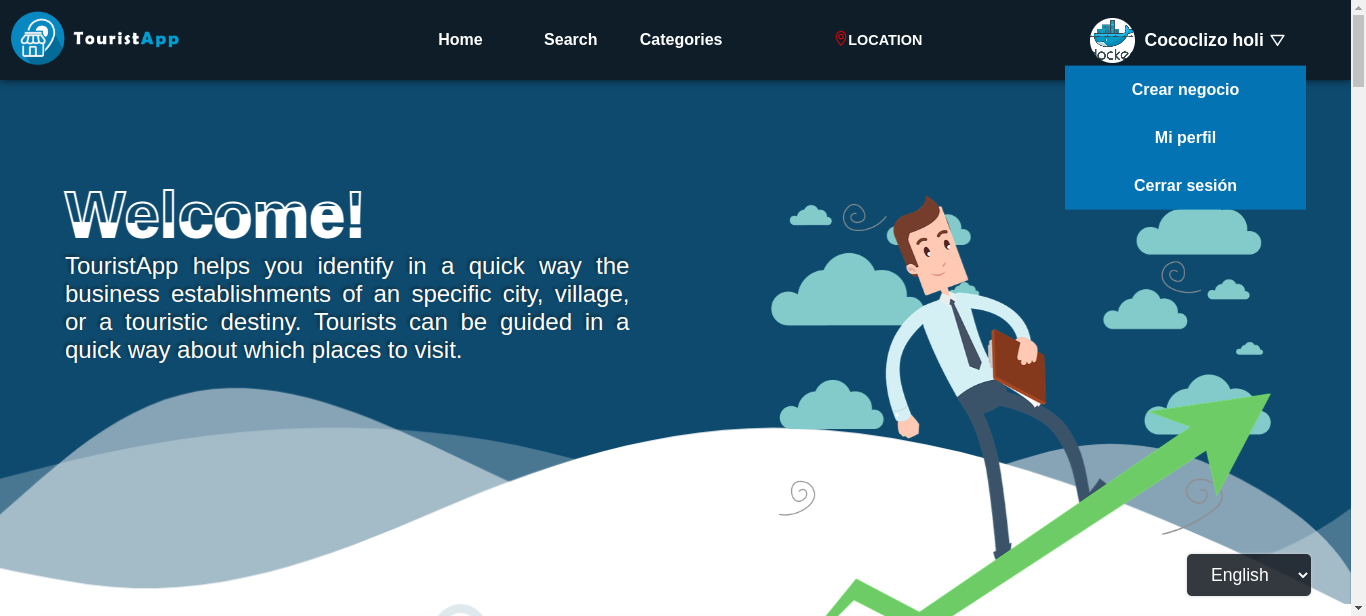 TouristApp
Home
Search
Categories
LOCATION
Cococlizo holi
Crear negocio
Mi perfil
Cerrar sesión
Welcome!
TouristApp helps you identify in a quick way the
business establishments of an specific city, village,
or a touristic destiny. Tourists can be guided in a
quick way about which places to visit.
English